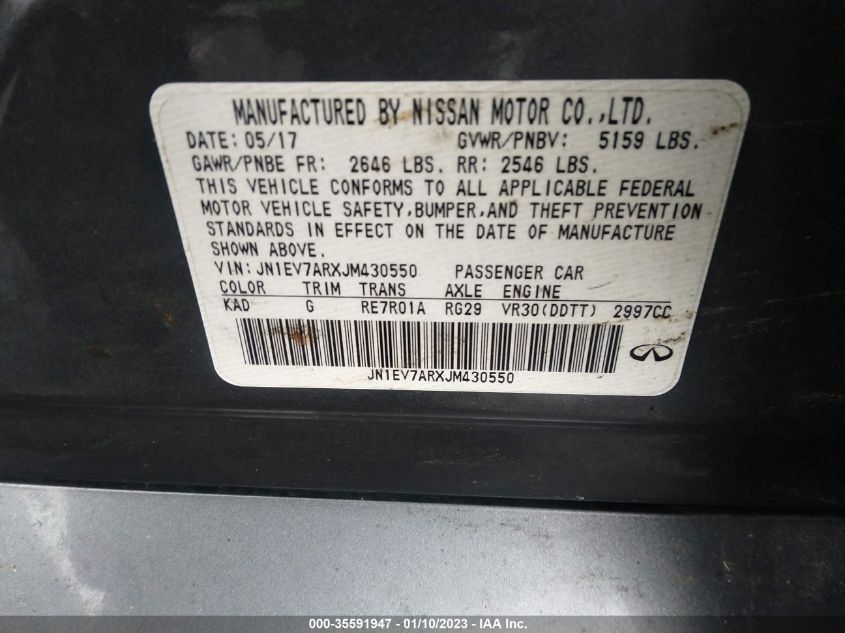 MANUFACTURED BY NISSAN MOTOR CO.,LTD.
DATE: 05/17 GVWR/PNBV: 5159 LBS.
GAWR/PNBE FR: 2646 LBS. RR: 2546 LBS.
THIS VEHICLE CONFORMS TO ALL APPLICABLE FEDERAL
MOTOR VEHICLE SAFETY,BUMPER,AND THEFT PREVENTION
STANDARDS IN EFFECT ON THE DATE OF MANUFACTURE
SHOWN ABOVE.
VIN: JN1EV7ARXJM430550 PASSENGER CAR
COLOR TRIM TRANS AXLE ENGINE
KAD G RE7R01A RG29 VR30(DDTT) 2997CC
JN1EV7ARXJM430550
000-35591947 - 01/10/2023 - IAA Inc.